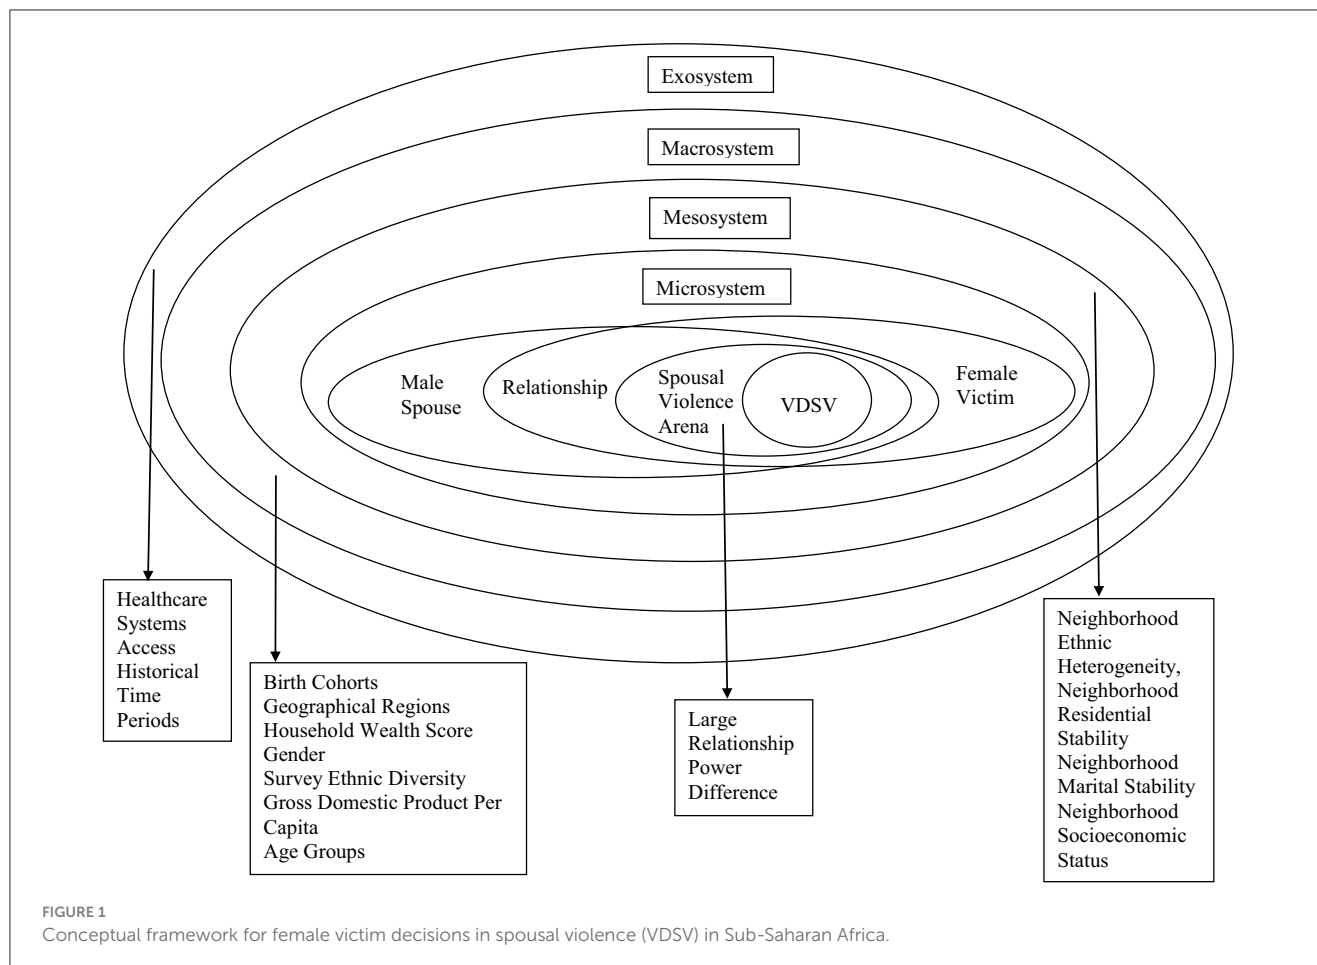 Exosystem
Macrosystem
Mesosystem
Microsystem
Male
Spouse
Relationship
Spousal
Violence
Arena
VDSV
Female
Victim
Healthcare
Systems
Access
Historical
Time
Periods
Birth Cohorts
Geographical Regions
Household Wealth Score
Gender
Survey Ethnic Diversity
Gross Domestic Product Per
Capita
Age Groups
Large
Relationship
Power
Difference
Neighborhood
Ethnic
Heterogeneity,
Neighborhood
Residential
Stability
Neighborhood
Marital Stability
Neighborhood
Socioeconomic
Status
FIGURE 1
Conceptual framework for female victim decisions in spousal violence (VDSV) in Sub-Saharan Africa.